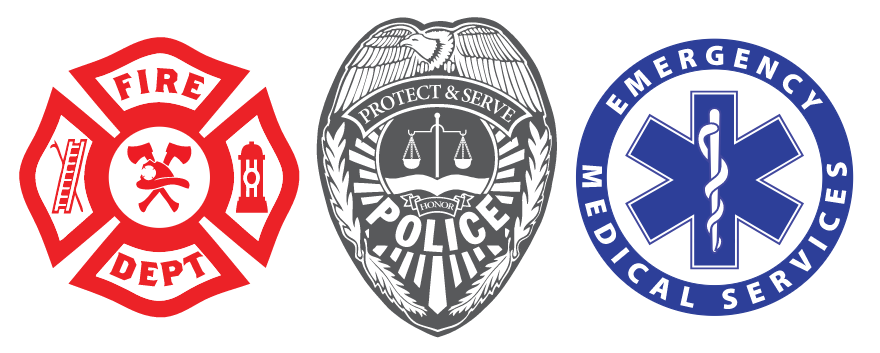 FIRE
DEPT
PROTECT & SERVE
HONOR
POLICE
EMERGENCY
MEDICAL SERVICES